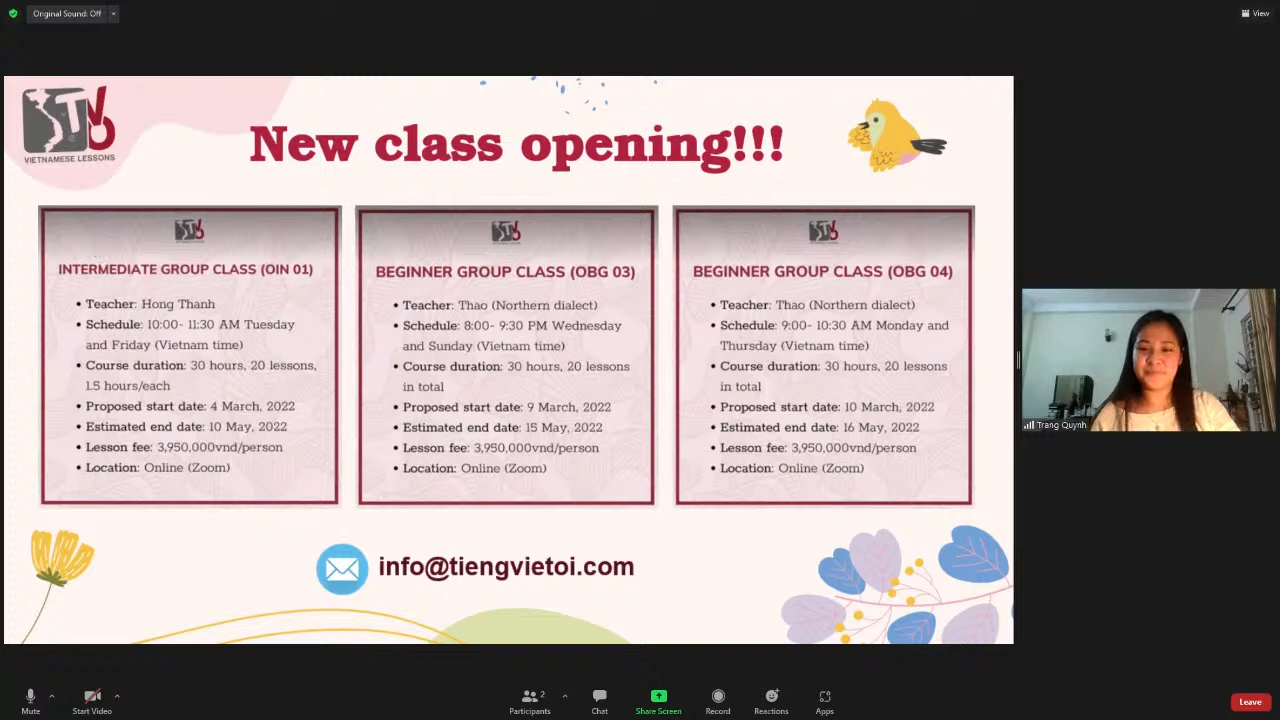 Original Sound: Off
View
VIETNAMESE LESSONS
New class opening!!!
INTERMEDIATE GROUP CLASS (OIN 01)
• Teacher: Hong Thanh
• Schedule: 10:00- 11:30 AM Tuesday
and Friday (Vietnam time)
• Course duration: 30 hours, 20 lessons,
1.5 hours/each
• Proposed start date: 4 March, 2022
• Estimated end date: 10 May, 2022
• Lesson fee: 3,950,000vnd/person
• Location: Online (Zoom)
BEGINNER GROUP CLASS (OBG 03)
• Teacher: Thao (Northern dialect)
• Schedule: 8:00- 9:30 PM Wednesday
and Sunday (Vietnam time)
• Course duration: 30 hours, 20 lessons
in total
• Proposed start date: 9 March, 2022
• Estimated end date: 15 May, 2022
• Lesson fee: 3,950,000vnd/person
• Location: Online (Zoom)
BEGINNER GROUP CLASS (OBG 04)
• Teacher: Thao (Northern dialect)
• Schedule: 9:00- 10:30 AM Monday and
Thursday (Vietnam time)
• Course duration: 30 hours, 20 lessons
in total
• Proposed start date: 10 March, 2022
• Estimated end date: 16 May, 2022
• Lesson fee: 3,950,000vnd/person
• Location: Online (Zoom)
info@tiengvietoi.com
Trang Quynh
Mute
Start Video
2
Participants
Chat
Share Screen
Record
Reactions
Apps
Leave